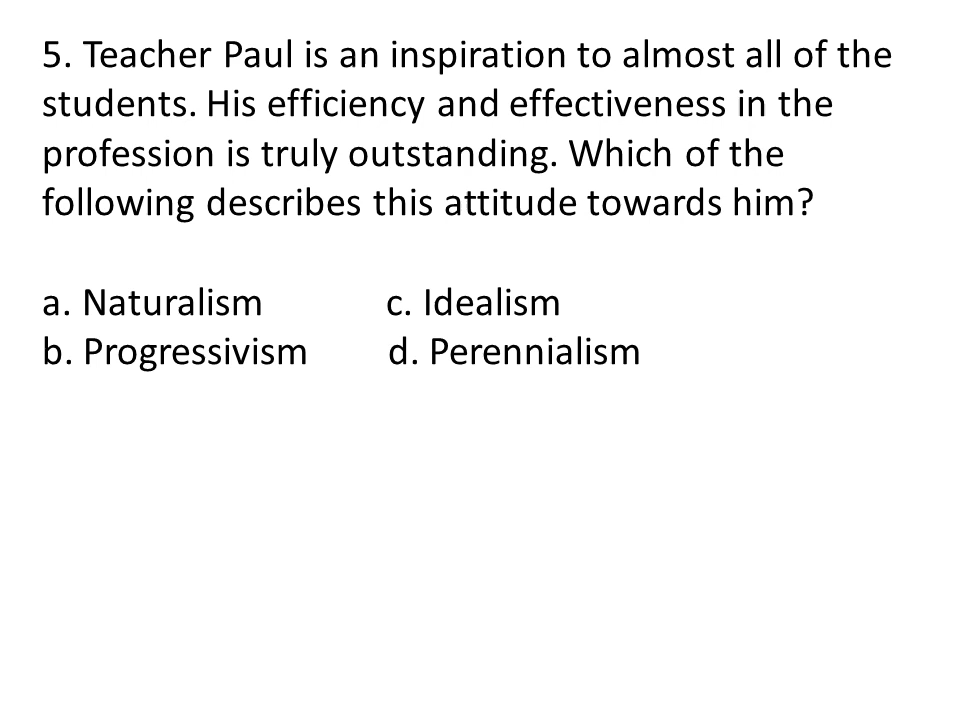 5. Teacher Paul is an inspiration to almost all of the
students. His efficiency and effectiveness in the
profession is truly outstanding. Which of the
following describes this attitude towards him?
a. Naturalism c. Idealism
b. Progressivism d. Perennialism